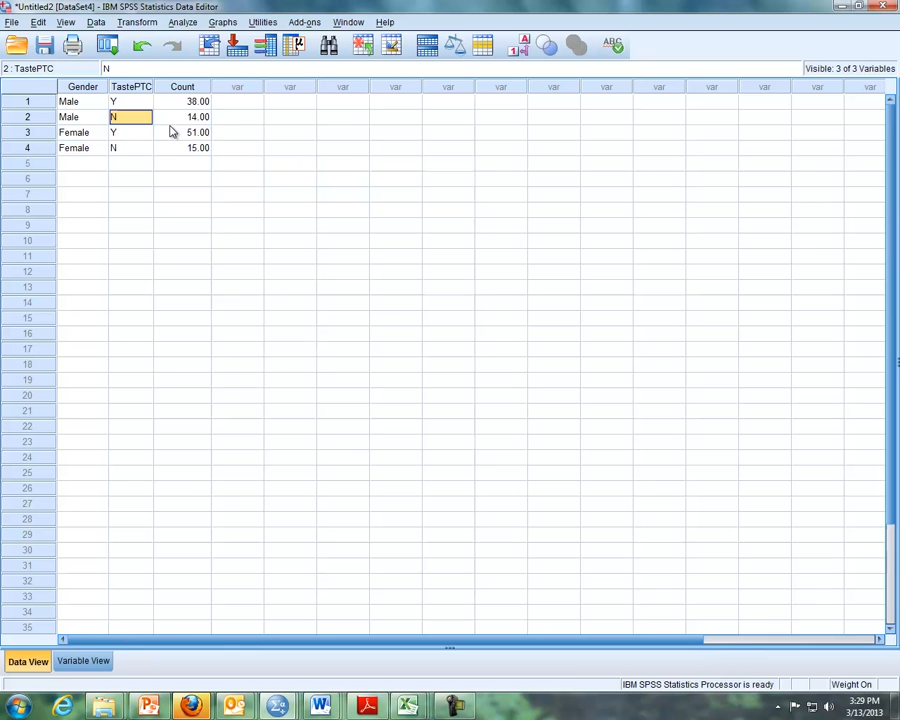 *Untitled2 [DataSet4] - IBM SPSS Statistics Data Editor
File Edit View Data Transform Analyze Graphs Utilities Add-ons Window Help
2 : TastePTC N Visible: 3 of 3 Variables
Gender TastePTC Count var var var var var var var var var var var var var
1 Male Y 38.00
2 Male N 14.00
3 Female Y 51.00
4 Female N 15.00
5
6
7
8
9
10
11
12
13
14
15
16
17
18
19
20
21
22
23
24
25
26
27
28
29
30
31
32
33
34
35
Data View Variable View
IBM SPSS Statistics Processor is ready Weight On
3:29 PM
3/13/2013